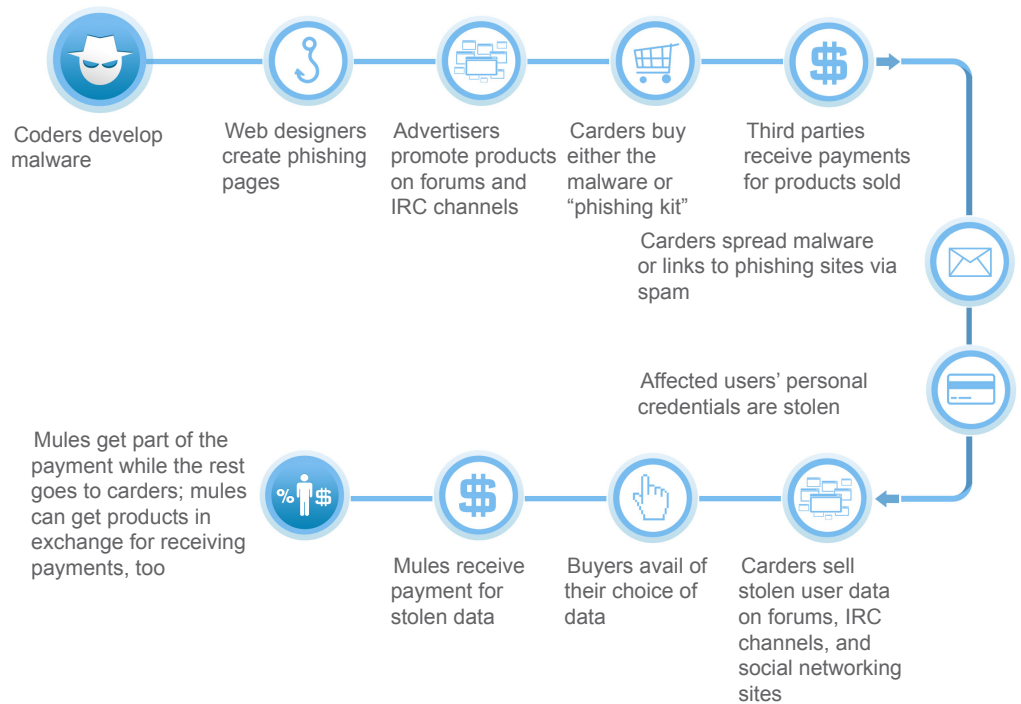 Coders develop
malware
Web designers
create phishing
pages
Advertisers
promote products
on forums and
IRC channels
Carders buy
either the
malware or
“phishing kit”
$
Third parties
receive payments
for products sold
Carders spread malware
or links to phishing sites via
spam
Affected users’ personal
credentials are stolen
Carders sell
stolen user data
on forums, IRC
channels, and
social networking
sites
Buyers avail of
their choice of
data
$
Mules receive
payment for
stolen data
% $
Mules get part of the
payment while the rest
goes to carders; mules
can get products in
exchange for receiving
payments, too